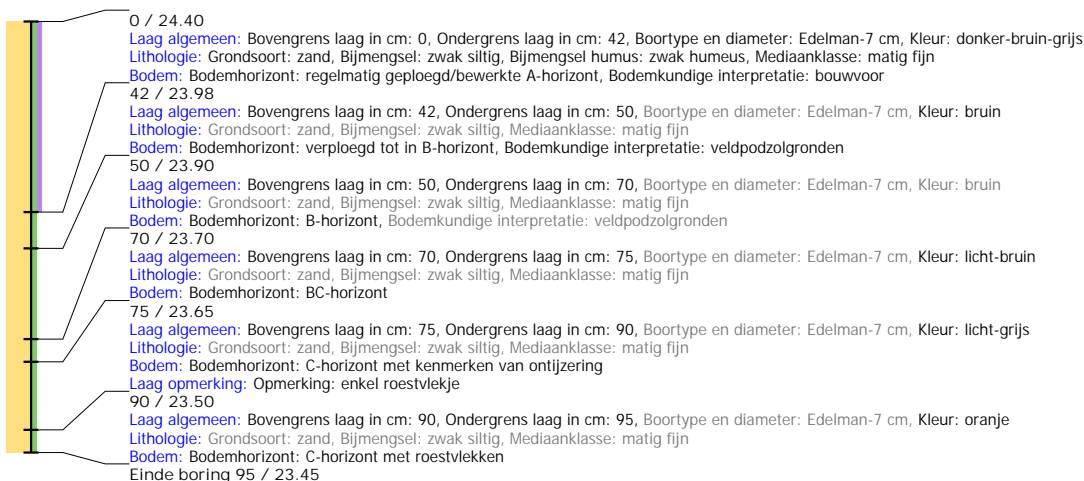 0 / 24.40
Laag algemeen: Bovengrens laag in cm: 0, Ondergrens laag in cm: 42, Boortype en diameter: Edelman-7 cm, Kleur: donker-bruin-grijs
Lithologie: Grondsoort: zand, Bijmengsel: zwak siltig, Bijmengsel humus: zwak humeus, Mediaanklasse: matig fijn
Bodem: Bodemhorizont: regelmatig geploegd/bewerkte A-horizont, Bodemkundige interpretatie: bouwvoor
42 / 23.98
Laag algemeen: Bovengrens laag in cm: 42, Ondergrens laag in cm: 50, Boortype en diameter: Edelman-7 cm, Kleur: bruin
Lithologie: Grondsoort: zand, Bijmengsel: zwak siltig, Mediaanklasse: matig fijn
Bodem: Bodemhorizont: verploegd tot in B-horizont, Bodemkundige interpretatie: veldpodzolgronden
50 / 23.90
Laag algemeen: Bovengrens laag in cm: 50, Ondergrens laag in cm: 70, Boortype en diameter: Edelman-7 cm, Kleur: bruin
Lithologie: Grondsoort: zand, Bijmengsel: zwak siltig, Mediaanklasse: matig fijn
Bodem: Bodemhorizont: B-horizont, Bodemkundige interpretatie: veldpodzolgronden
70 / 23.70
Laag algemeen: Bovengrens laag in cm: 70, Ondergrens laag in cm: 75, Boortype en diameter: Edelman-7 cm, Kleur: licht-bruin
Lithologie: Grondsoort: zand, Bijmengsel: zwak siltig, Mediaanklasse: matig fijn
Bodem: Bodemhorizont: BC-horizont
75 / 23.65
Laag algemeen: Bovengrens laag in cm: 75, Ondergrens laag in cm: 90, Boortype en diameter: Edelman-7 cm, Kleur: licht-grijs
Lithologie: Grondsoort: zand, Bijmengsel: zwak siltig, Mediaanklasse: matig fijn
Bodem: Bodemhorizont: C-horizont met kenmerken van ontijzering
Laag opmerking: Opmerking: enkel roestvlekje
90 / 23.50
Laag algemeen: Bovengrens laag in cm: 90, Ondergrens laag in cm: 95, Boortype en diameter: Edelman-7 cm, Kleur: oranje
Lithologie: Grondsoort: zand, Bijmengsel: zwak siltig, Mediaanklasse: matig fijn
Bodem: Bodemhorizont: C-horizont met roestvlekken
Einde boring 95 / 23.45